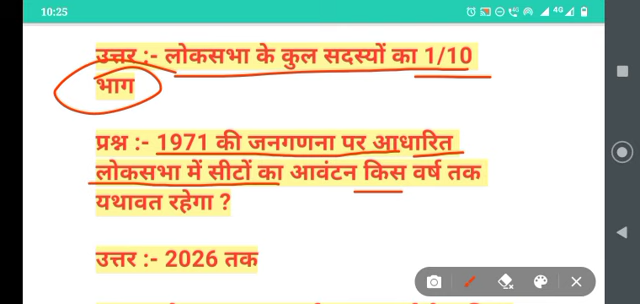 10:25
4G
उत्तर :- लोकसभा के कुल सदस्यों का 1/10
भाग
प्रश्न :- 1971 की जनगणना पर आधारित
लोकसभा में सीटों का आवंटन किस वर्ष तक
यथावत रहेगा ?
उत्तर :- 2026 तक